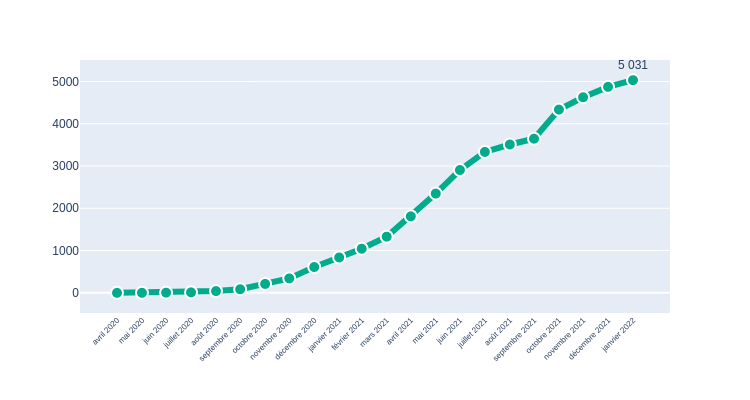 5 031
5000
4000
3000
2000
1000
0
avril 2020
mai 2020
juin 2020
juillet 2020
août 2020
septembre 2020
octobre 2020
novembre 2020
décembre 2020
janvier 2021
février 2021
mars 2021
avril 2021
mai 2021
juin 2021
juillet 2021
août 2021
septembre 2021
octobre 2021
novembre 2021
décembre 2021
janvier 2022